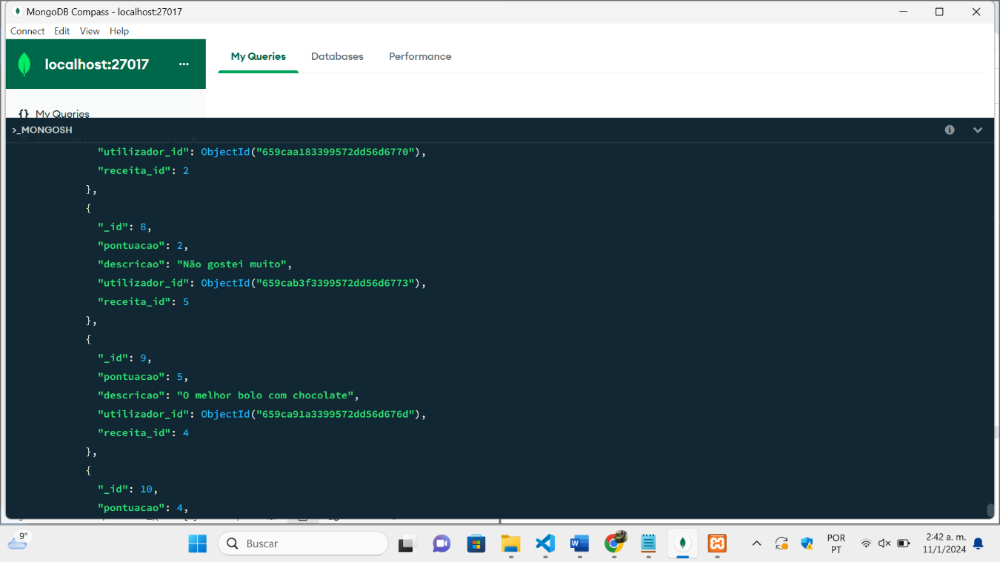 MongoDB Compass - localhost:27017
Connect Edit View Help
localhost:27017 ...
My Queries Databases Performance
{} My Queries
>_MONGOSH
"utilizador_id": ObjectId("659caa183399572dd56d6770"),
"receita_id": 2
},
{
"_id": 8,
"pontuacao": 2,
"descricao": "Não gostei muito",
"utilizador_id": ObjectId("659cab3f3399572dd56d6773"),
"receita_id": 5
},
{
"_id": 9,
"pontuacao": 5,
"descricao": "O melhor bolo com chocolate",
"utilizador_id": ObjectId("659ca91a3399572dd56d676d"),
"receita_id": 4
},
{
"_id": 10,
"pontuacao": 4,
9°
Buscar
POR
PT
2:42 a. m.
11/1/2024